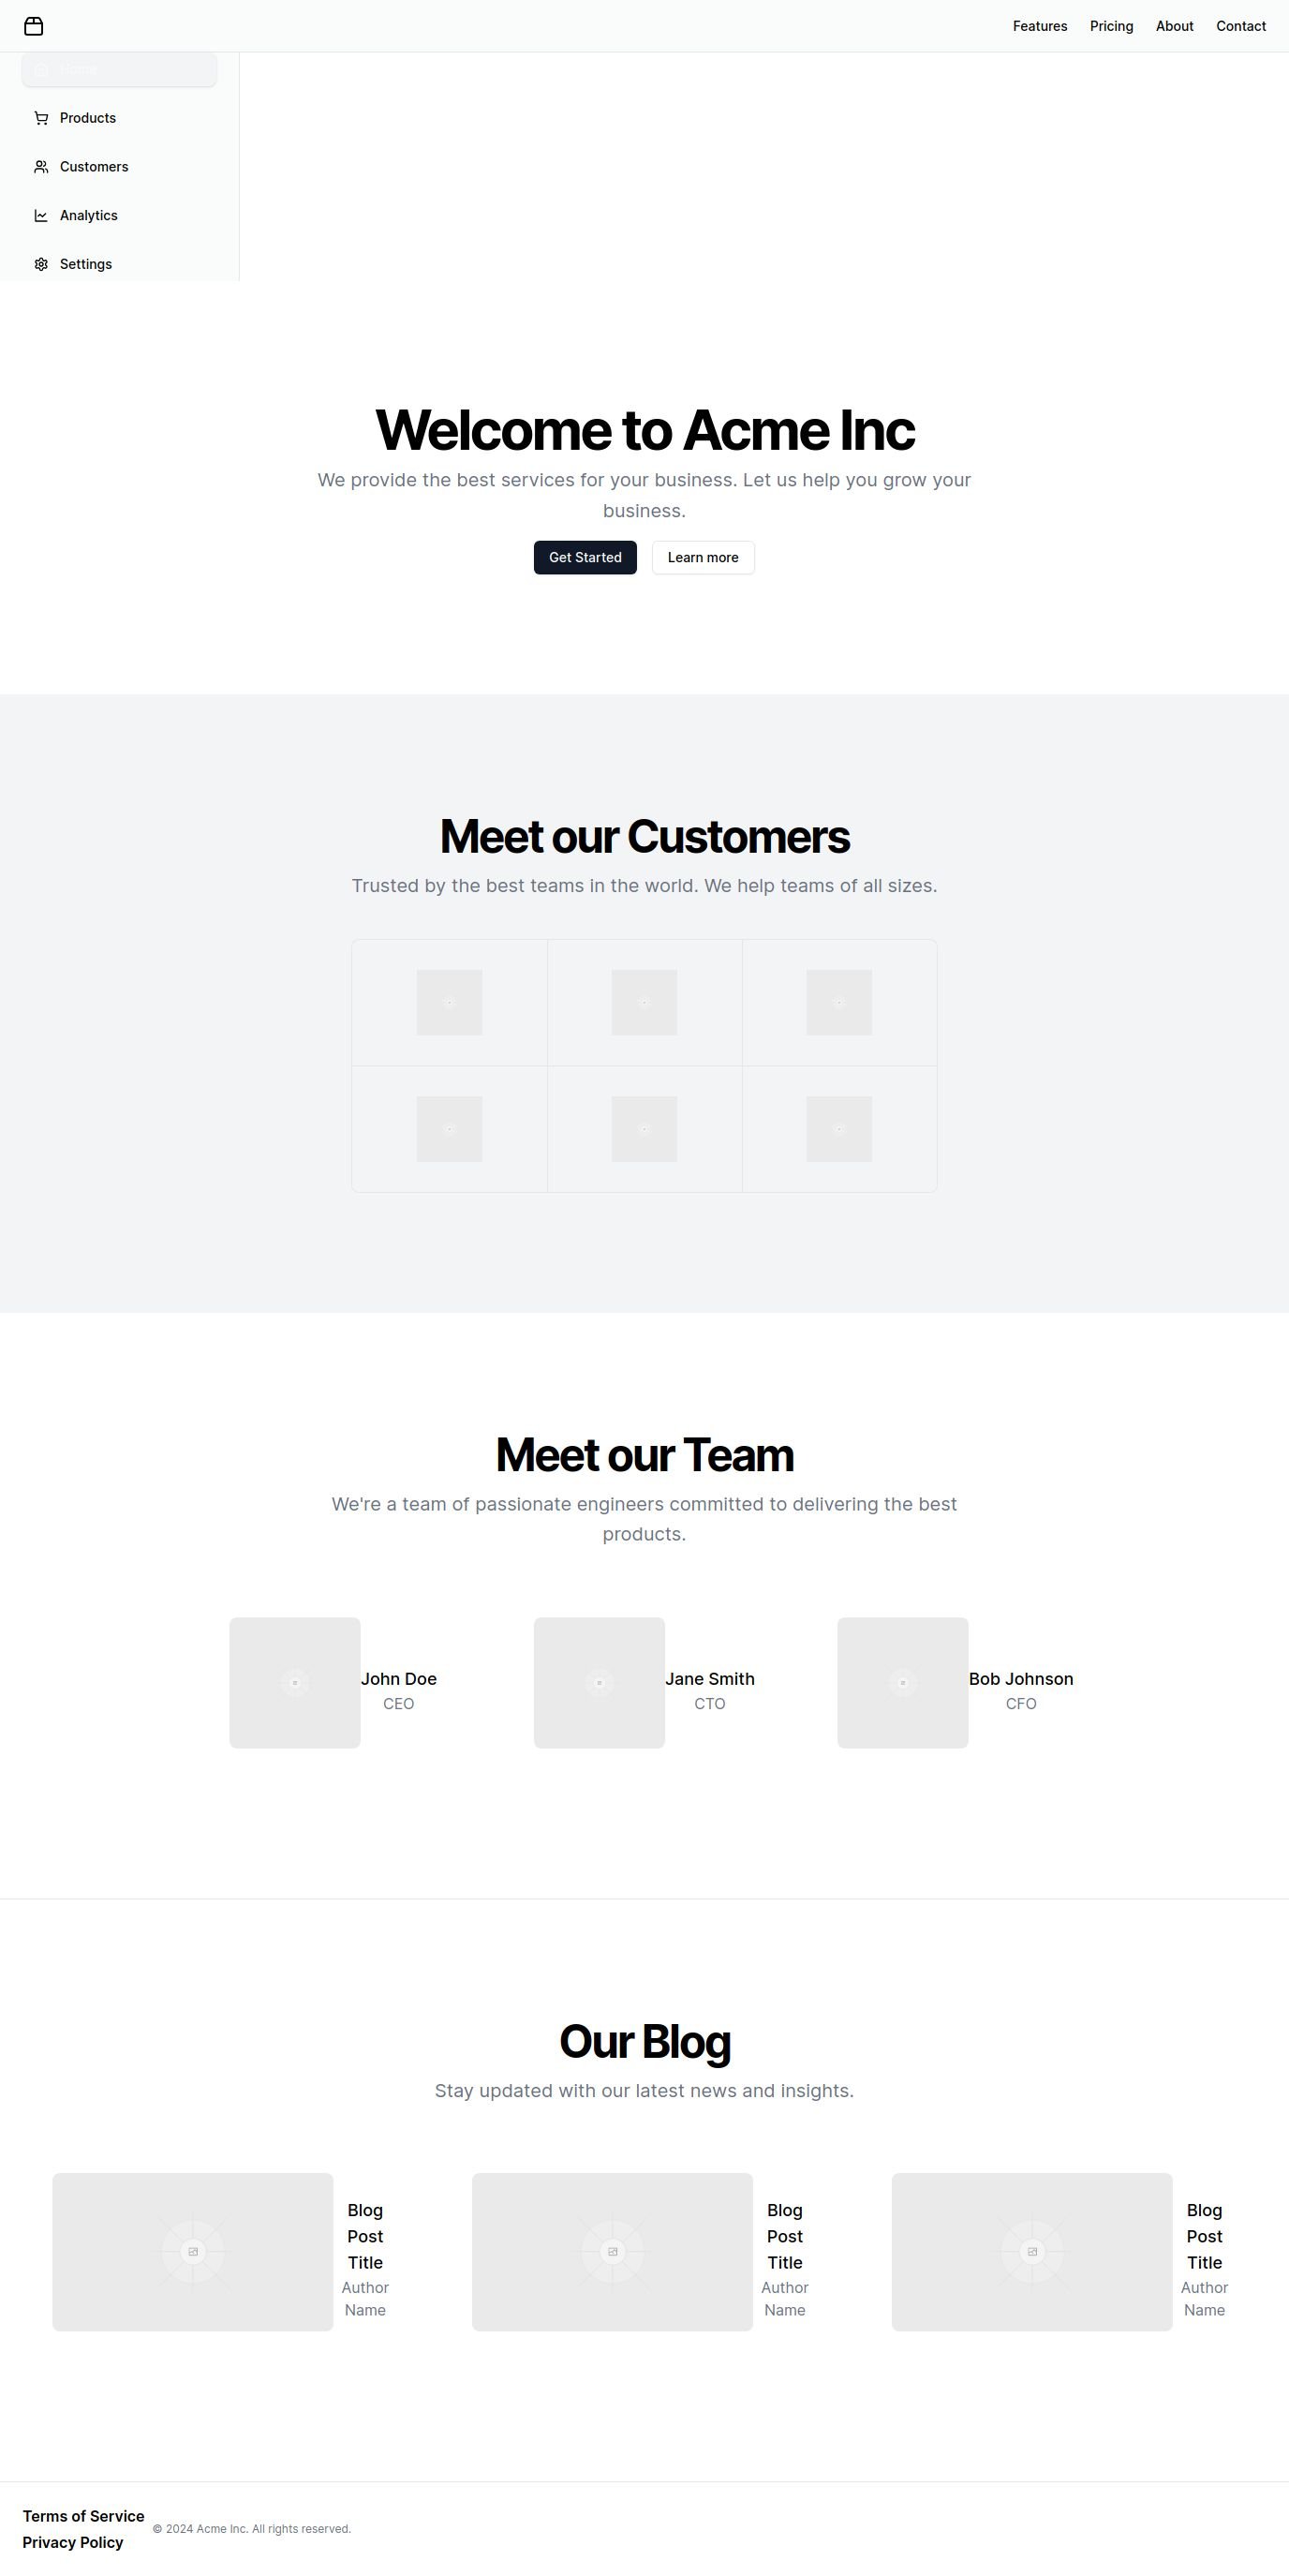 Features
Pricing
About
Contact
Products
Customers
Analytics
Settings
Welcome to Acme Inc
We provide the best services for your business. Let us help you grow your
business.
Get Started
Learn more
Meet our Customers
Trusted by the best teams in the world. We help teams of all sizes.
Meet our Team
We're a team of passionate engineers committed to delivering the best
products.
John Doe
CEO
Jane Smith
CTO
Bob Johnson
CFO
Our Blog
Stay updated with our latest news and insights.
Blog
Post
Title
Author
Name
Blog
Post
Title
Author
Name
Blog
Post
Title
Author
Name
Terms of Service
Privacy Policy
© 2024 Acme Inc. All rights reserved.